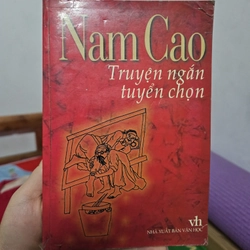 Nam Cao
Truyện ngắn
tuyển chọn
vh
NHÀ XUẤT BẢN VĂN HỌC